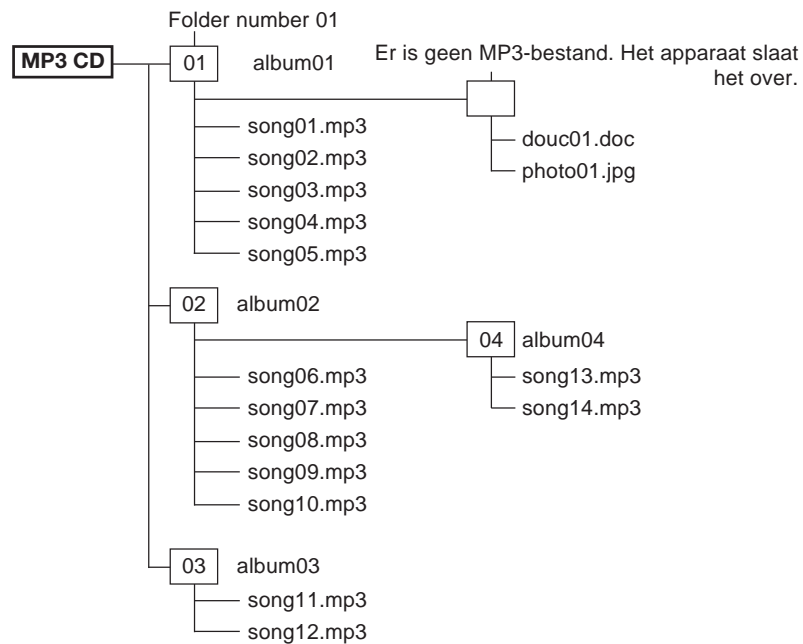 Folder number 01
MP3 CD
01
album01
Er is geen MP3-bestand. Het apparaat slaat
het over.
song01.mp3
song02.mp3
song03.mp3
song04.mp3
song05.mp3
douc01.doc
photo01.jpg
02
album02
04
album04
song06.mp3
song07.mp3
song08.mp3
song09.mp3
song10.mp3
song13.mp3
song14.mp3
03
album03
song11.mp3
song12.mp3